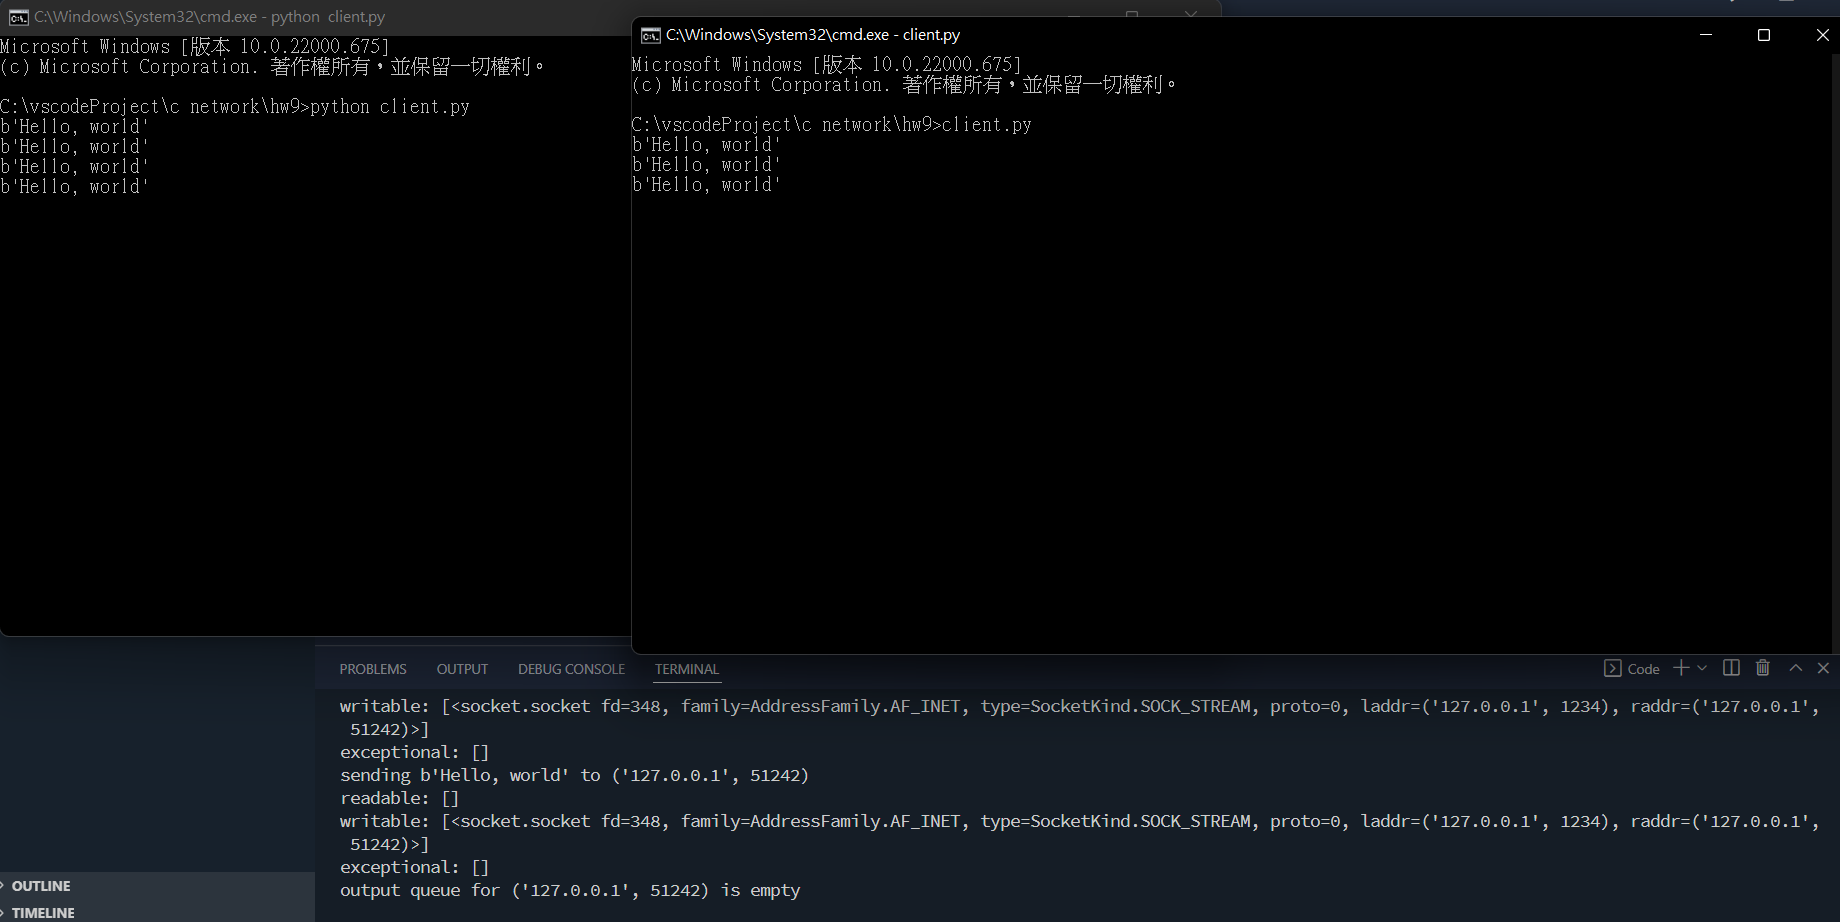 C:\Windows\System32\cmd.exe - python  client.py
Microsoft Windows [版本 10.0.22000.675]
(c) Microsoft Corporation. 著作權所有，並保留一切權利。
C:\vscodeProject\c network\hw9>python client.py
b'Hello, world'
b'Hello, world'
b'Hello, world'
b'Hello, world'
C:\Windows\System32\cmd.exe - client.py
Microsoft Windows [版本 10.0.22000.675]
(c) Microsoft Corporation. 著作權所有，並保留一切權利。
C:\vscodeProject\c network\hw9>client.py
b'Hello, world'
b'Hello, world'
b'Hello, world'
PROBLEMS OUTPUT DEBUG CONSOLE TERMINAL Code
writable: [<socket.socket fd=348, family=AddressFamily.AF_INET, type=SocketKind.SOCK_STREAM, proto=0, laddr=('127.0.0.1', 1234), raddr=('127.0.0.1',
51242)>]
exceptional: []
sending b'Hello, world' to ('127.0.0.1', 51242)
readable: []
writable: [<socket.socket fd=348, family=AddressFamily.AF_INET, type=SocketKind.SOCK_STREAM, proto=0, laddr=('127.0.0.1', 1234), raddr=('127.0.0.1',
51242)>]
exceptional: []
output queue for ('127.0.0.1', 51242) is empty
OUTLINE
TIMELINE